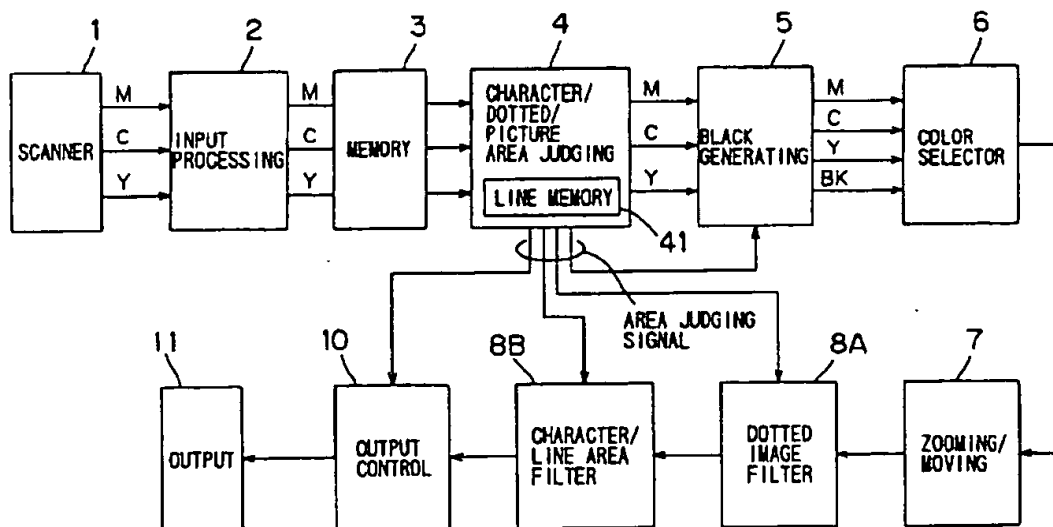 1
2
3
4
5
6
SCANNER
M
C
Y
INPUT
PROCESSING
M
C
Y
MEMORY
CHARACTER/
DOTTED/
PICTURE
AREA JUDGING
LINE MEMORY
41
M
C
Y
BLACK
GENERATING
M
C
Y
BK
COLOR
SELECTOR
AREA JUDGING
SIGNAL
11
10
8B
8A
7
OUTPUT
OUTPUT
CONTROL
CHARACTER/
LINE AREA
FILTER
DOTTED
IMAGE
FILTER
ZOOMING/
MOVING